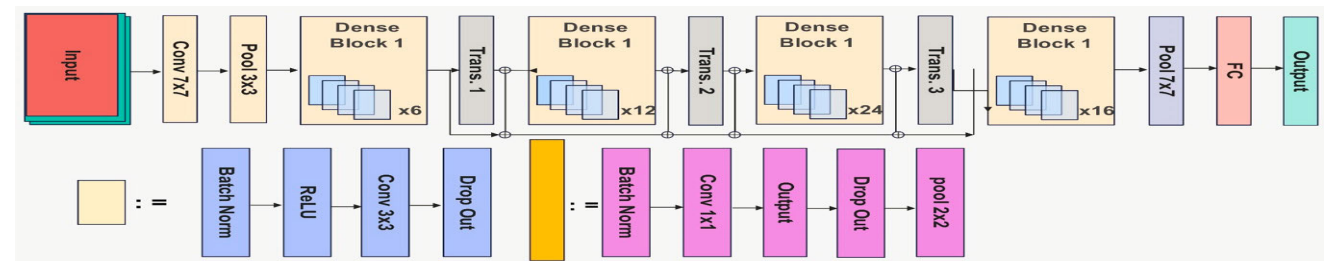 Input
Conv 7x7
Pool 3x3
Dense
Block 1
x6
Trans. 1
Dense
Block 1
x12
Trans. 2
Dense
Block 1
x24
Trans. 3
Dense
Block 1
x16
Pool 7x7
FC
Output
=
:
Batch Norm
ReLU
Conv 3x3
Drop Out
=
:
Batch Norm
Conv 1x1
Output
Drop Out
pool 2x2